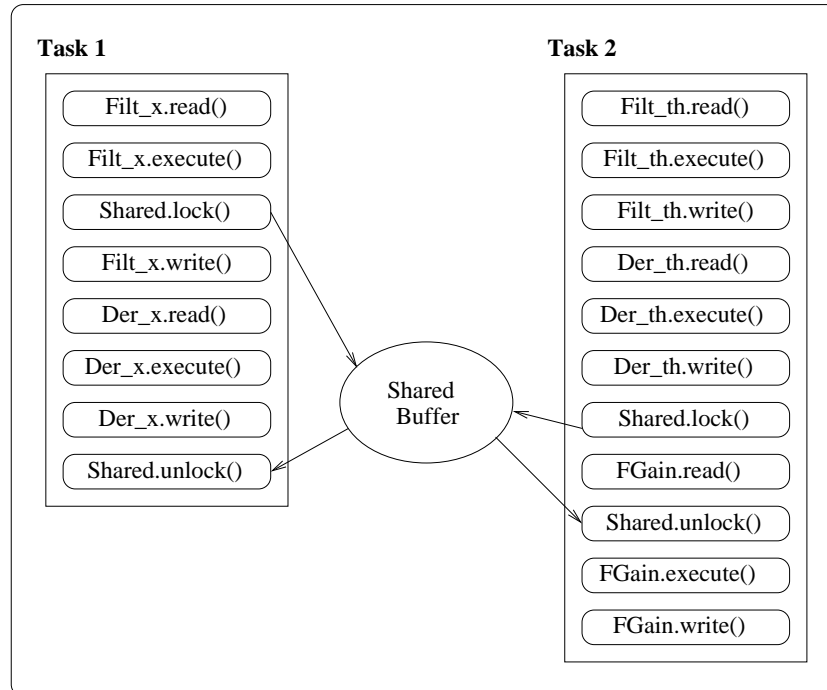 Task 1
Filt_x.read()
Filt_x.execute()
Shared.lock()
Filt_x.write()
Der_x.read()
Der_x.execute()
Der_x.write()
Shared.unlock()
Shared
Buffer
Task 2
Filt_th.read()
Filt_th.execute()
Filt_th.write()
Der_th.read()
Der_th.execute()
Der_th.write()
Shared.lock()
FGain.read()
Shared.unlock()
FGain.execute()
FGain.write()